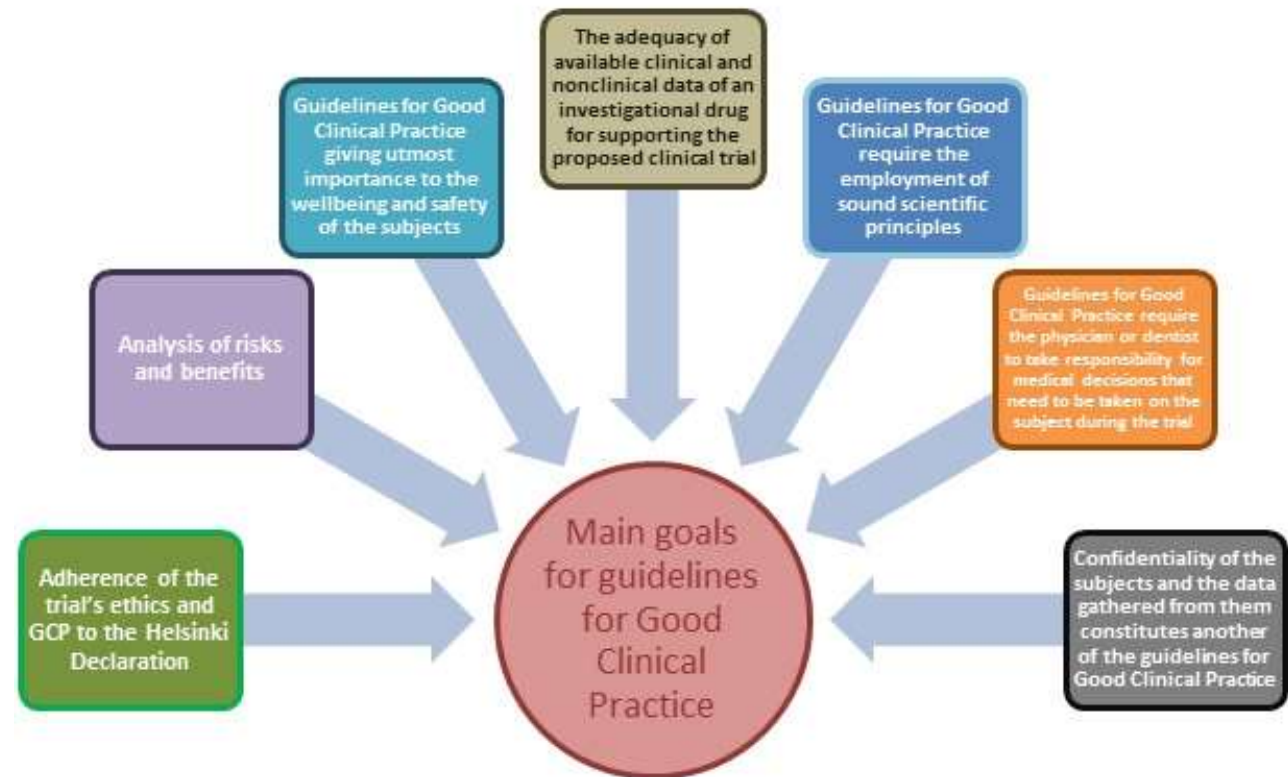 The adequacy of
available clinical and
nonclinical data of an
investigational drug
for supporting the
proposed clinical trial
Guidelines for Good
Clinical Practice
giving utmost
importance to the
wellbeing and safety
of the subjects
Guidelines for Good
Clinical Practice
require the
employment of
sound scientific
principles
Analysis of risks
and benefits
Guidelines for Good
Clinical Practice require
the physician or dentist
to take responsibility for
medical decisions that
need to be taken on the
subject during the trial
Adherence of the
trial's ethics and
GCP to the Helsinki
Declaration
Main goals
for guidelines
for Good
Clinical
Practice
Confidentiality of the
subjects and the data
gathered from them
constitutes another
of the guidelines for
Good Clinical Practice